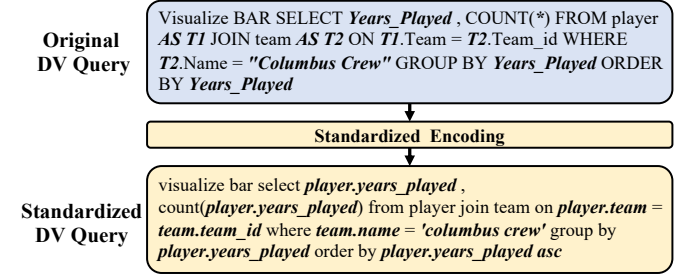 Original
DV Query
Visualize BAR SELECT Years_Played , COUNT(*) FROM player
AS T1 JOIN team AS T2 ON T1.Team = T2.Team_id WHERE
T2.Name = "Columbus Crew" GROUP BY Years_Played ORDER
BY Years_Played
Standardized Encoding
Standardized
DV Query
visualize bar select player.years_played ,
count(player.years_played) from player join team on player.team =
team.team_id where team.name = 'columbus crew' group by
player.years_played order by player.years_played asc